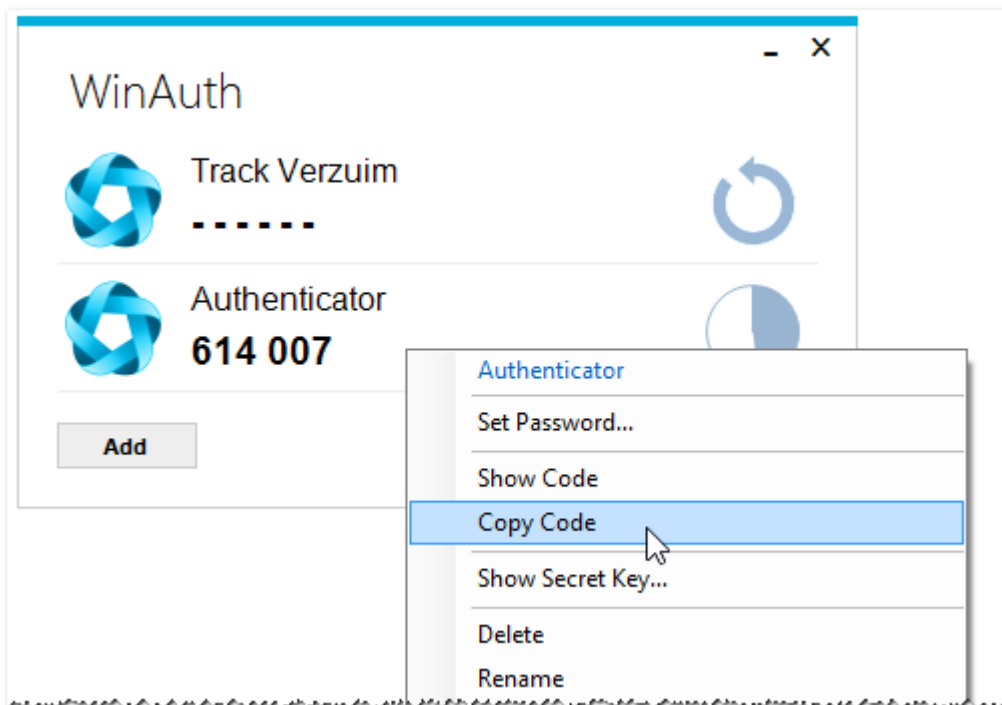 WinAuth
Track Verzuim
- - - - - -
Authenticator
614 007
Add
Authenticator
Set Password...
Show Code
Copy Code
Show Secret Key...
Delete
Rename